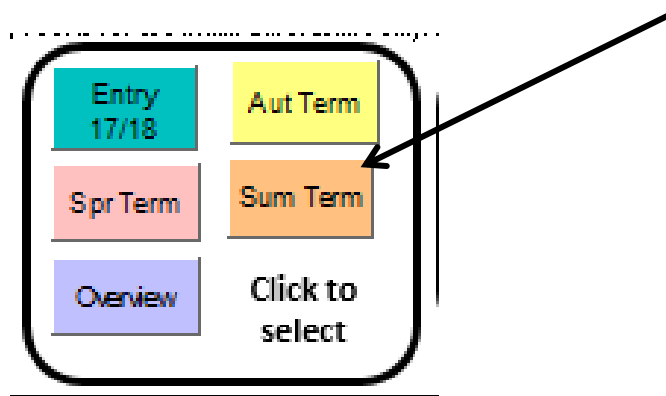 Entry
17/18
Aut Term
Spr Term
Sum Term
Overview
Click to
select